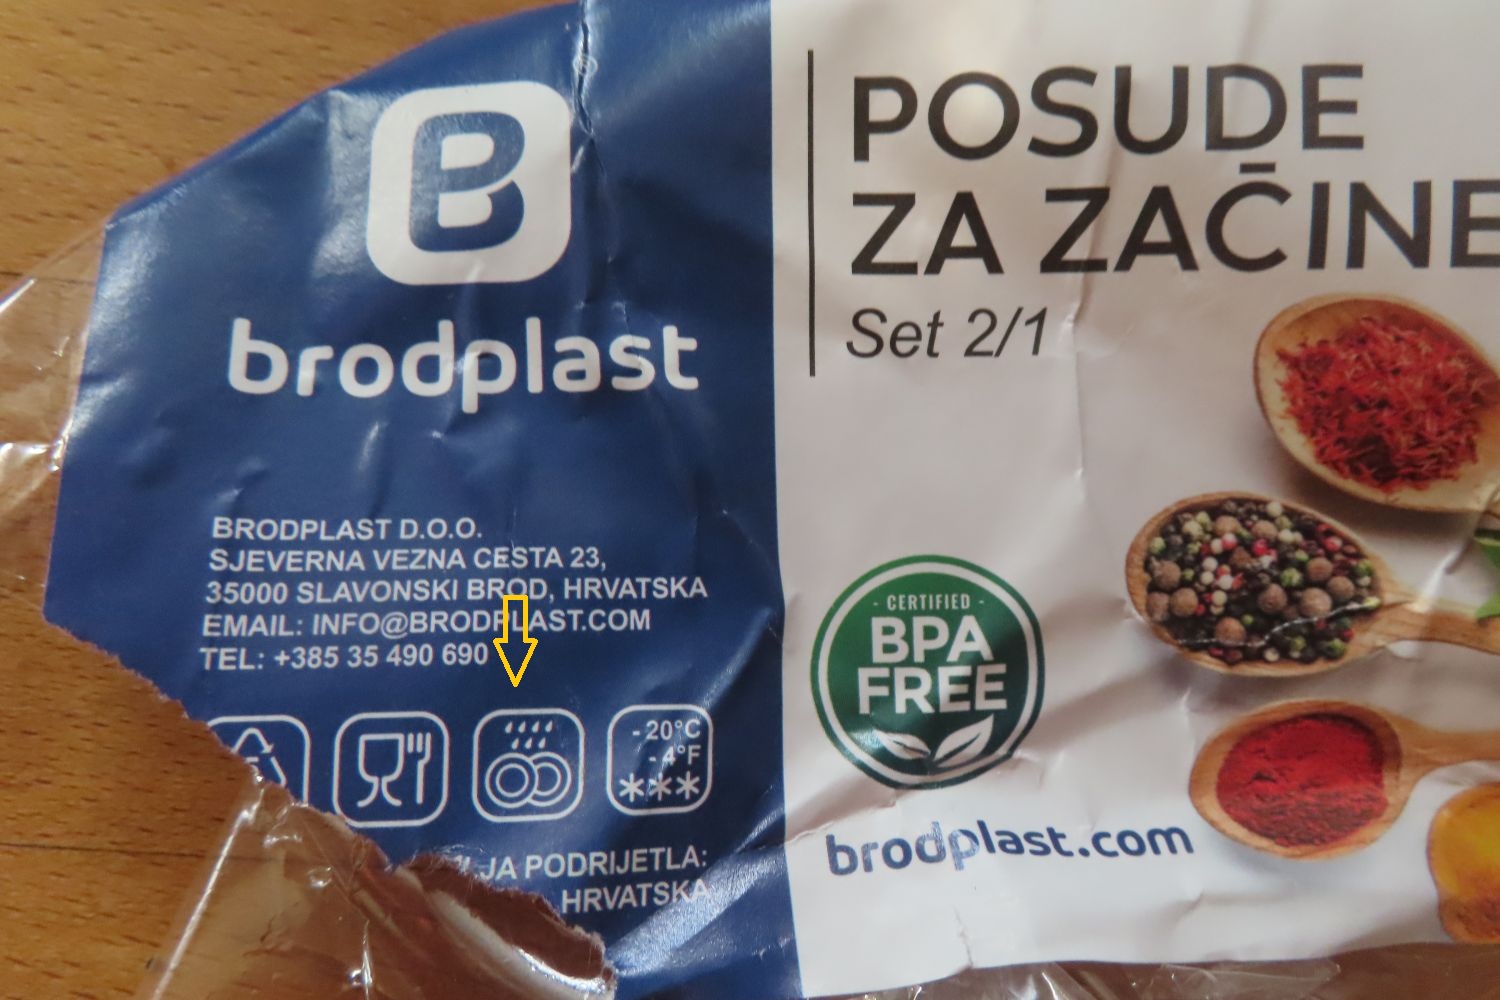 B
®
brodplast
BRODPLAST D.O.O.
SJEVERNA VEZNA CESTA 23,
35000 SLAVONSKI BROD, HRVATSKA
EMAIL: INFO@BRODPLAST.COM
TEL: +385 35 490 690
5
-20°C
-4°F
***
PODRIJETLA:
HRVATSKA
POSUDE
ZA ZAČINE
Set 2/1
- CERTIFIED -
BPA
FREE
brodplast.com